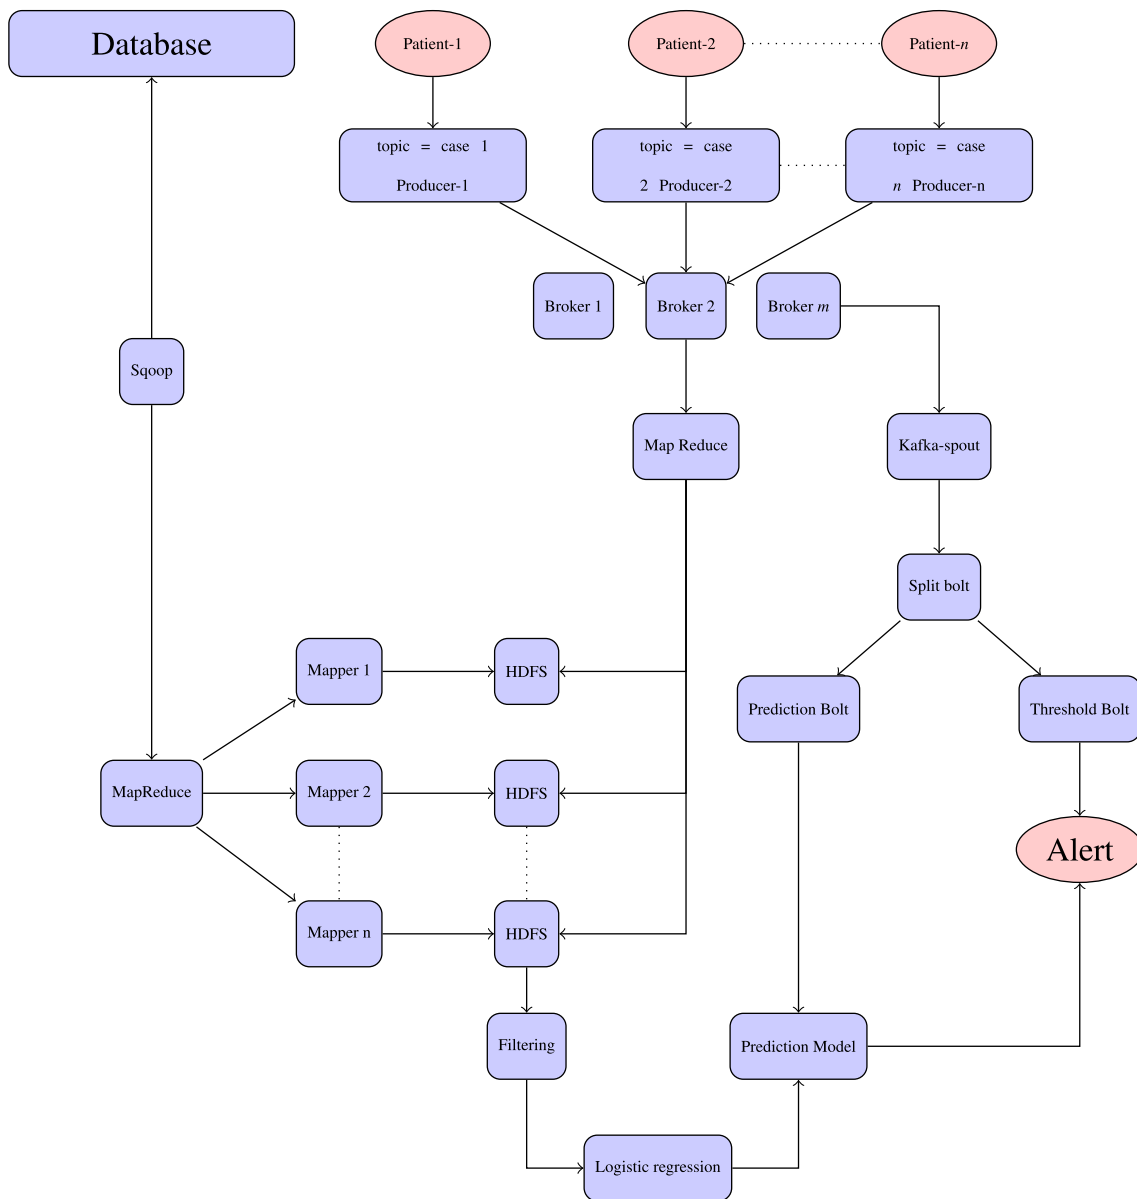 Database
Patient-1
Patient-2
Patient-n
topic = case 1
Producer-1
topic = case
2 Producer-2
topic = case
n Producer-n
Broker 1
Broker 2
Broker m
Sqoop
Map Reduce
Kafka-spout
Split bolt
Mapper 1
HDFS
Prediction Bolt
Threshold Bolt
MapReduce
Mapper 2
HDFS
Alert
Mapper n
HDFS
Filtering
Prediction Model
Logistic regression